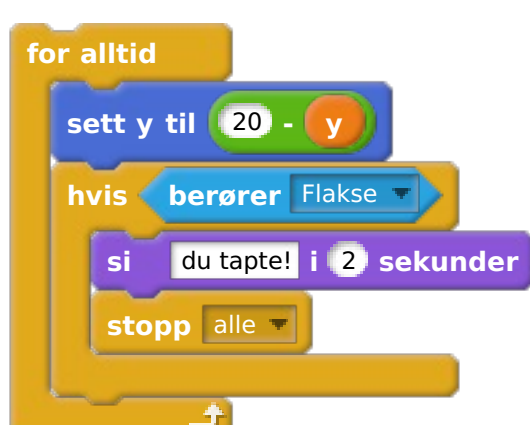 for alltid
sett y til 20 - y
hvis berører Flakse
si du tapte! i 2 sekunder
stopp alle